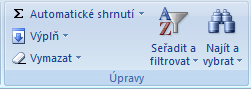 Σ Automatické shrnutí
Výplň
Vymazat
Seřadit a
filtrovat
Najít a
vybrat
Úpravy